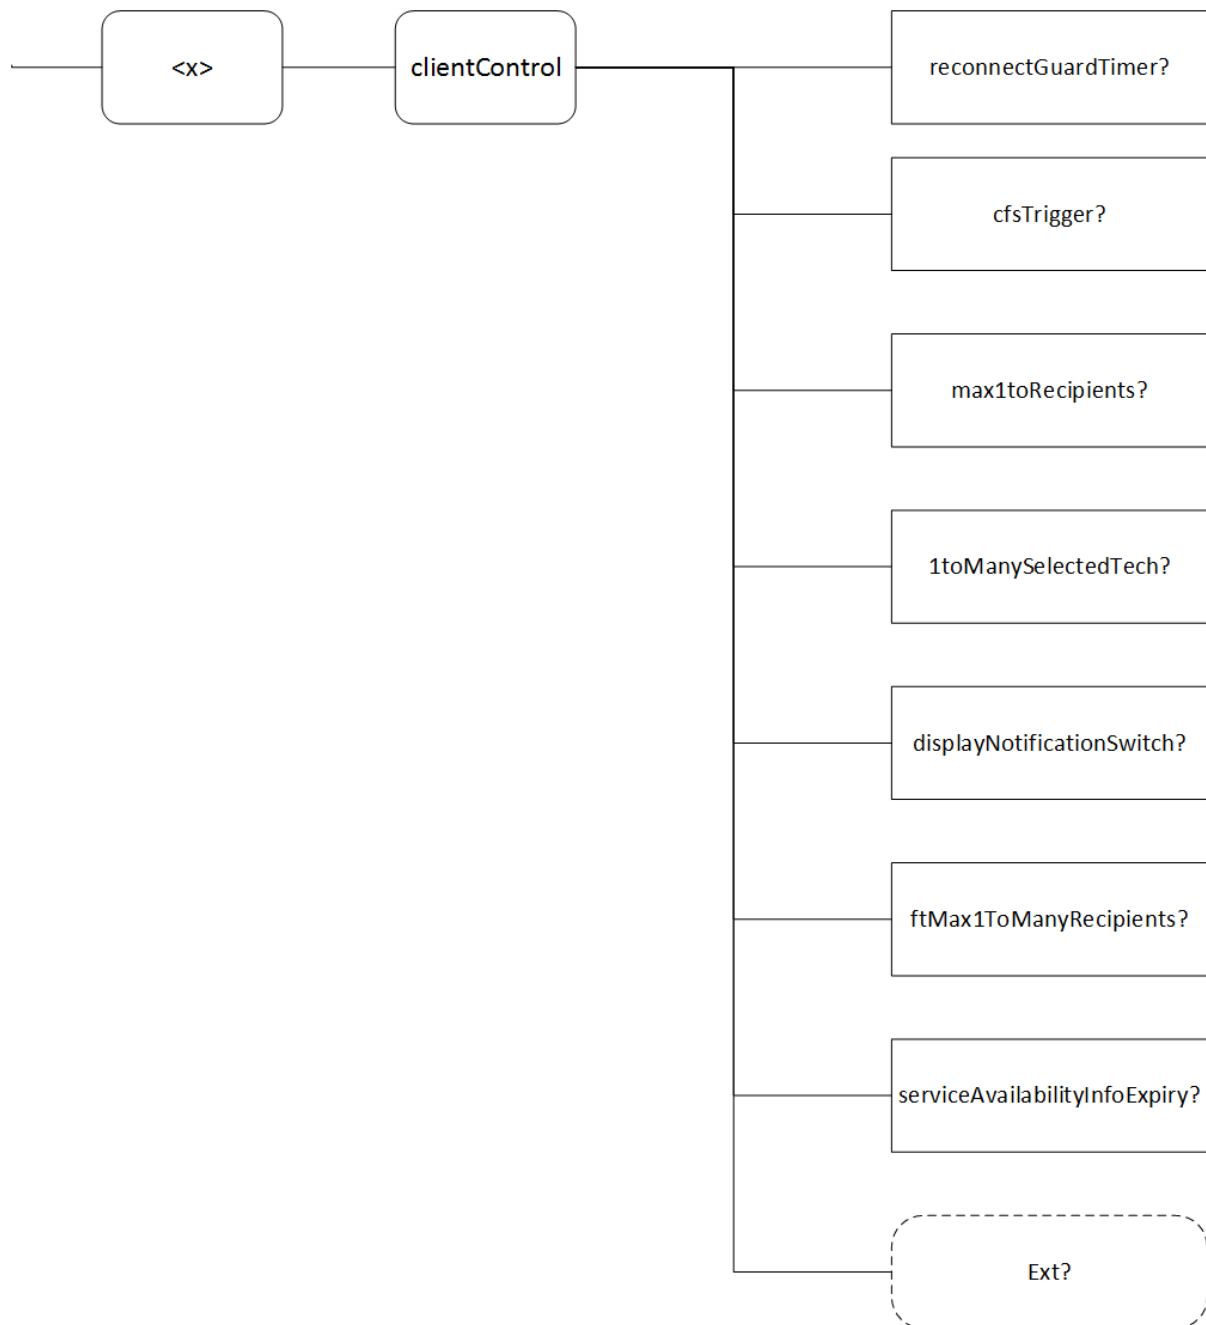 <x>
clientControl
reconnectGuardTimer?
cfsTrigger?
max1toRecipients?
1toManySelectedTech?
displayNotificationSwitch?
ftMax1ToManyRecipients?
serviceAvailabilityInfoExpiry?
Ext?